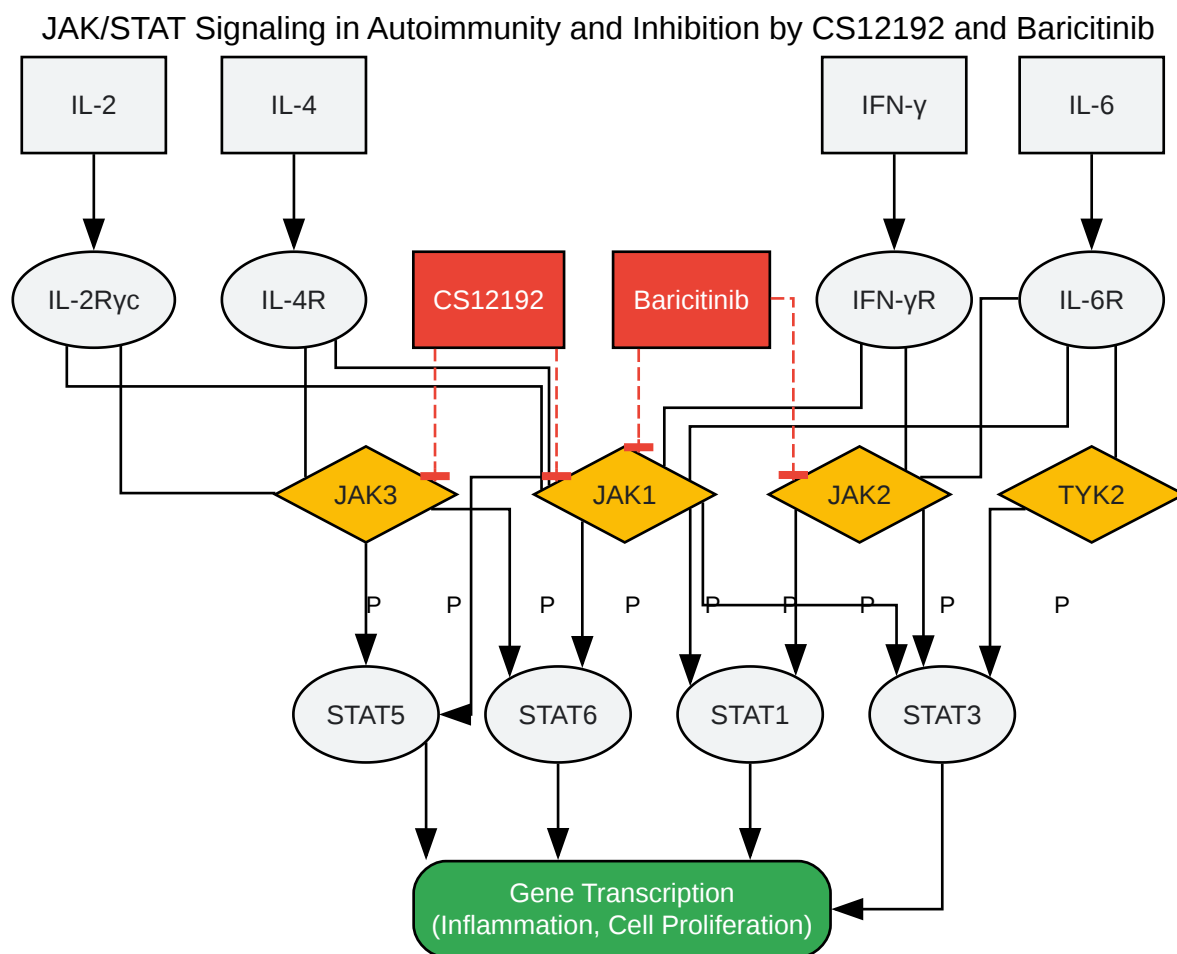 JAK/STAT Signaling in Autoimmunity and Inhibition by CS12192 and Baricitinib
IL-2
IL-4
IFN-γ
IL-6
IL-2Rγc
IL-4R
CS12192
Baricitinib
IFN-γR
IL-6R
JAK3
JAK1
JAK2
TYK2
P
P
P
P
P
P
P
P
P
STAT5
STAT6
STAT1
STAT3
Gene Transcription
(Inflammation, Cell Proliferation)